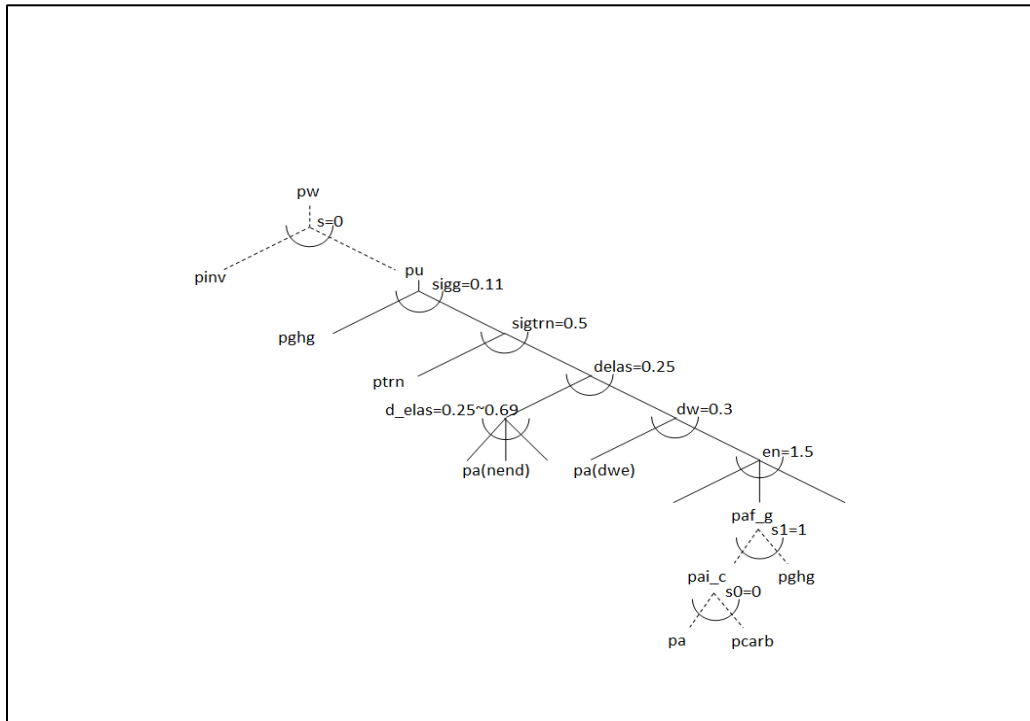 pw
s=0
pinv
pu
sigg=0.11
pghg
sigtrn=0.5
ptrn
delas=0.25
d_elas=0.25~0.69
dw=0.3
pa(nend)
pa(dwe)
en=1.5
paf_g
s1=1
pai_c
pghg
s0=0
pa
pcarb